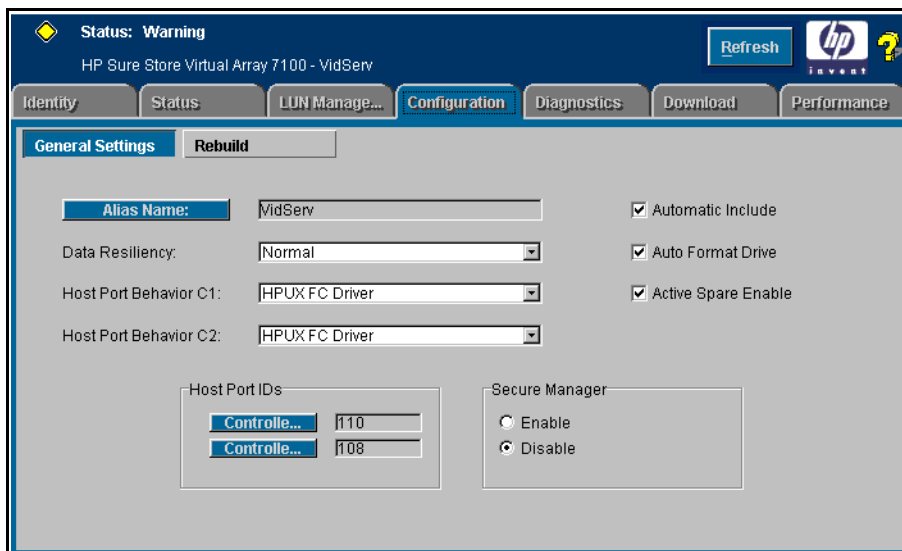 Status: Warning
HP Sure Store Virtual Array 7100 - VidServ
Refresh
hp
invent
Identity
Status
LUN Manage...
Configuration
Diagnostics
Download
Performance
General Settings
Rebuild
Alias Name:
VidServ
Automatic Include
Data Resiliency:
Normal
Auto Format Drive
Host Port Behavior C1:
HPUX FC Driver
Active Spare Enable
Host Port Behavior C2:
HPUX FC Driver
Host Port IDs
Controlle...
110
Controlle...
108
Secure Manager
Enable
Disable